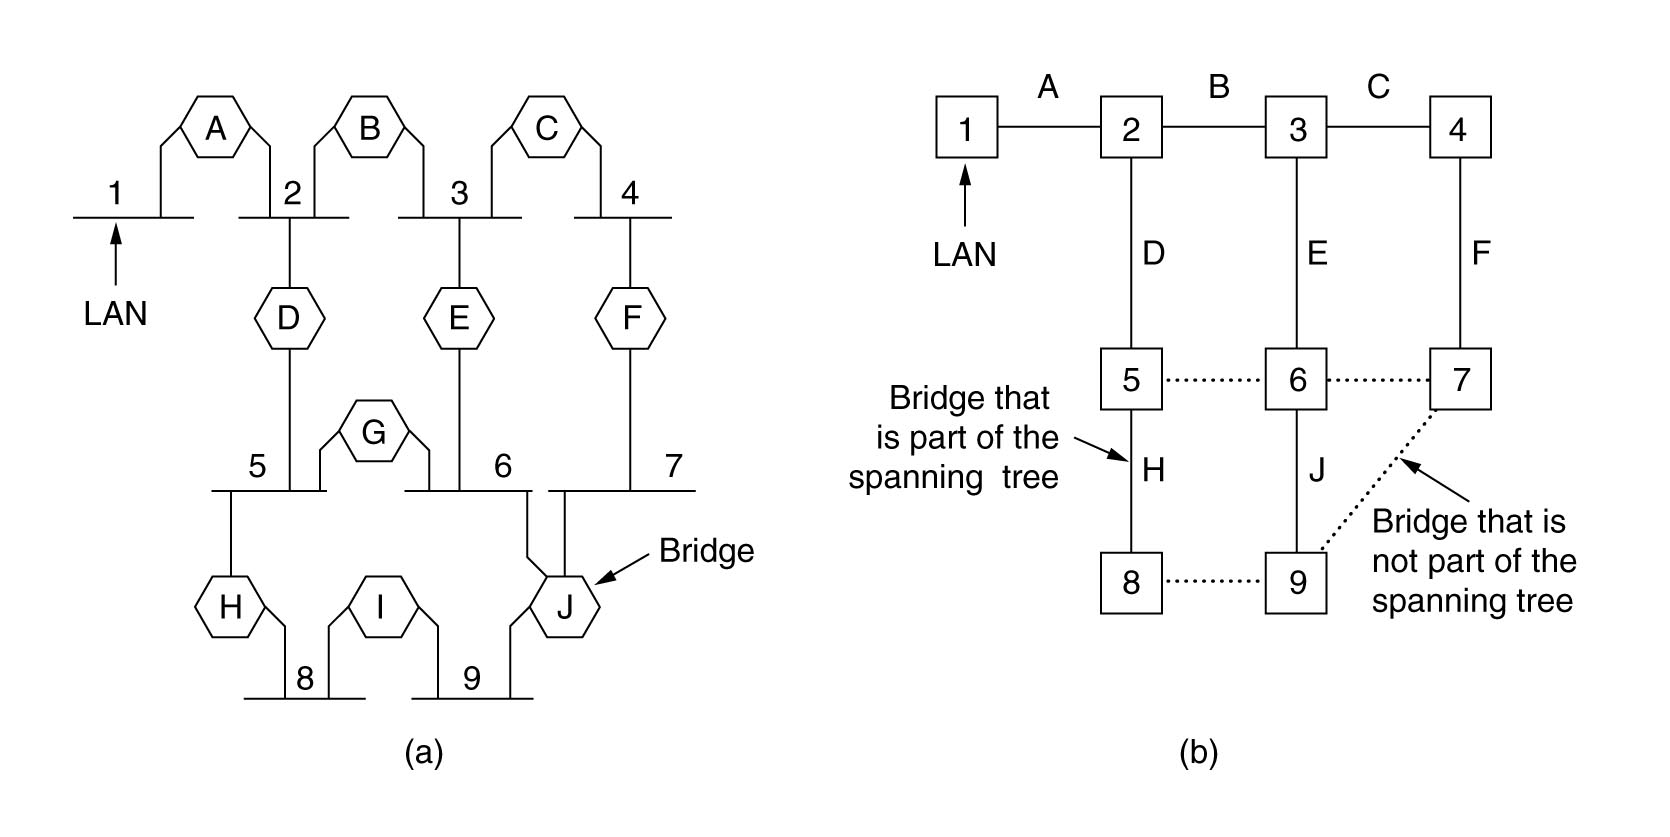 A B C
1 2 3 4
LAN
D E F
G
5 6 7
Bridge
H I J
8 9
(a)
A B C
1 2 3 4
LAN
D E F
5 6 7
Bridge that
is part of the
spanning tree
H J
Bridge that is
not part of the
spanning tree
8 9
(b)